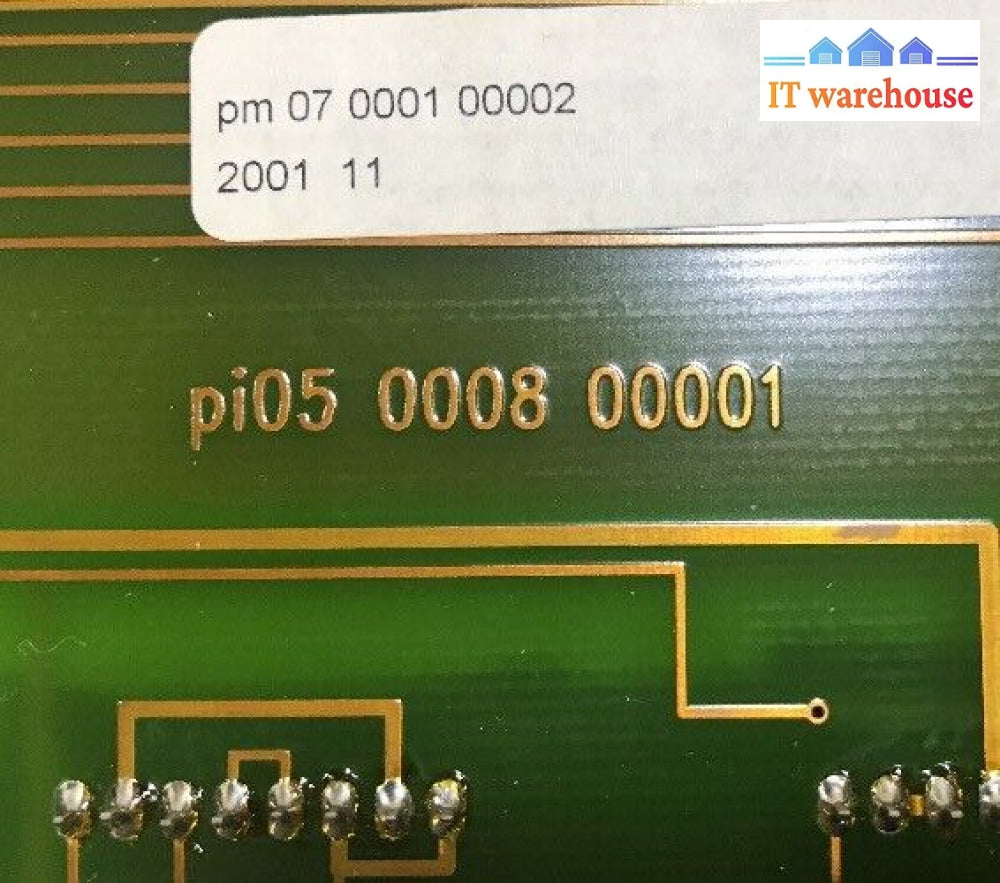 IT warehouse
pm 07 0001 00002
2001 11
pi05 0008 00001